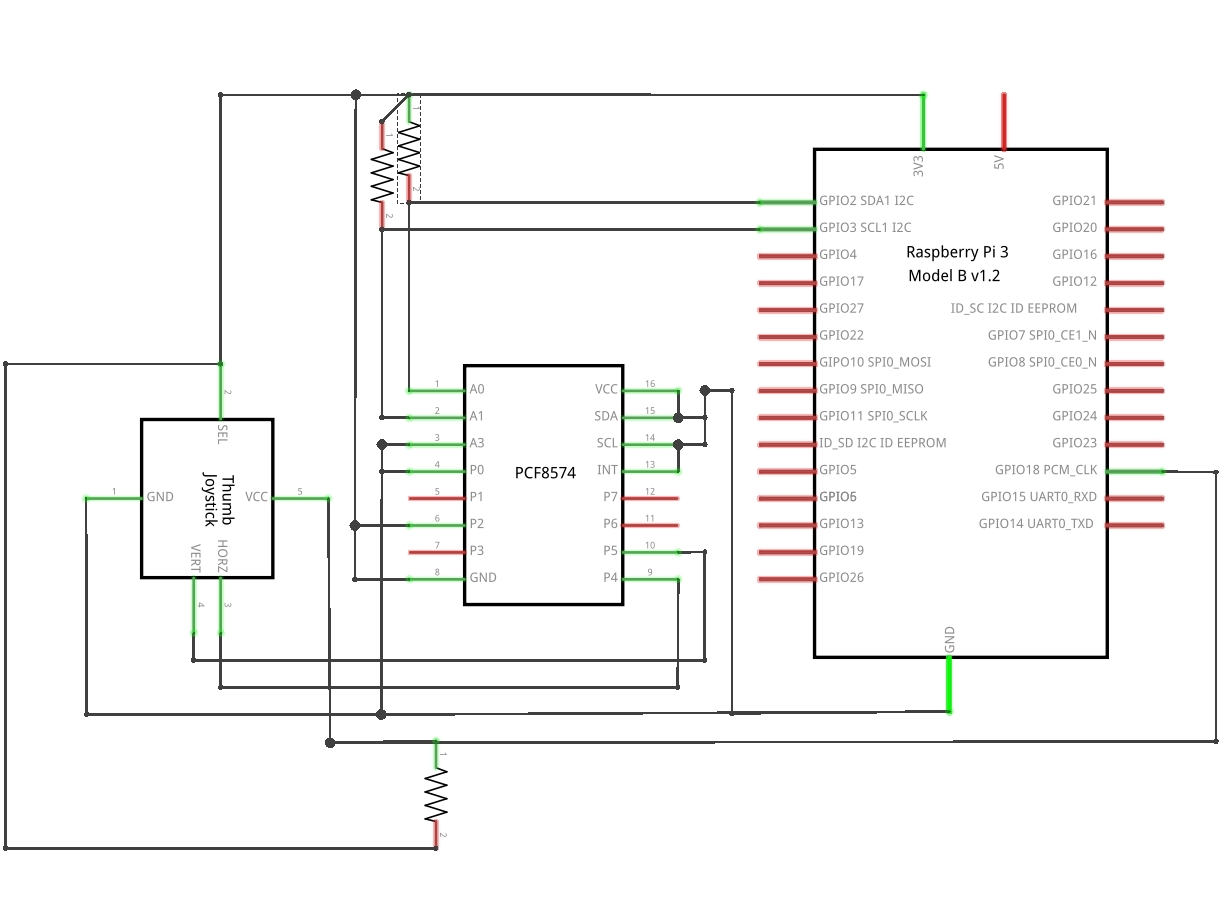 3V3
5V
1
1
2
2
GPIO2 SDA1 I2C
GPIO3 SCL1 I2C
GPIO4
GPIO17
GPIO27
GPIO22
GIPO10 SPI0_MOSI
GPIO9 SPI0_MISO
GPIO11 SPI0_SCLK
ID_SD I2C ID EEPROM
GPIO5
GPIO6
GPIO13
GPIO19
GPIO26
Raspberry Pi 3
Model B v1.2
GPIO21
GPIO20
GPIO16
GPIO12
ID_SC I2C ID EEPROM
GPIO7 SPI0_CE1_N
GPIO8 SPI0_CE0_N
GPIO25
GPIO24
GPIO23
GPIO18 PCM_CLK
GPIO15 UART0_RXD
GPIO14 UART0_TXD
GND
1 A0
2 A1
3 A3
4 P0
5 P1
6 P2
7 P3
8 GND
PCF8574
VCC 16
SDA 15
SCL 14
INT 13
P7 12
P6 11
P5 10
P4 9
2
SEL
1 GND
Thumb
Joystick
VCC 5
VERT
HORZ
4
3
1
2